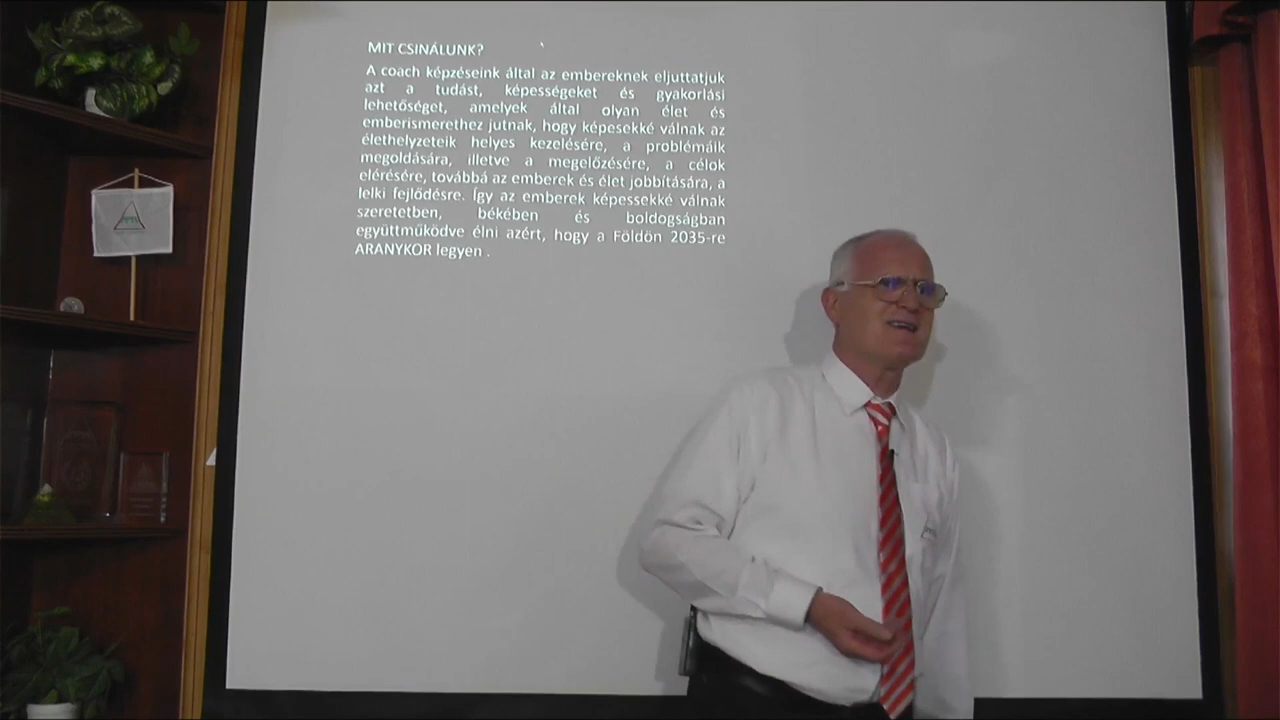 MIT CSINÁLUNK?
A coach képzéseink által az embereknek eljuttatjuk
azt a tudást, képességeket és gyakorlási
lehetőséget, amelyek által olyan élet és
emberismerethez jutnak, hogy képesekké válnak az
élethelyzeteik helyes kezelésére, a problémáik
megoldására, illetve a megelőzésére, a célok
elérésére, továbbá az emberek és élet jobbítására, a
lelki fejlődésre. Így az emberek képessekké válnak
szeretetben, békében és boldogságban
együttműködve élni azért, hogy a Földön 2035-re
ARANYKOR legyen .